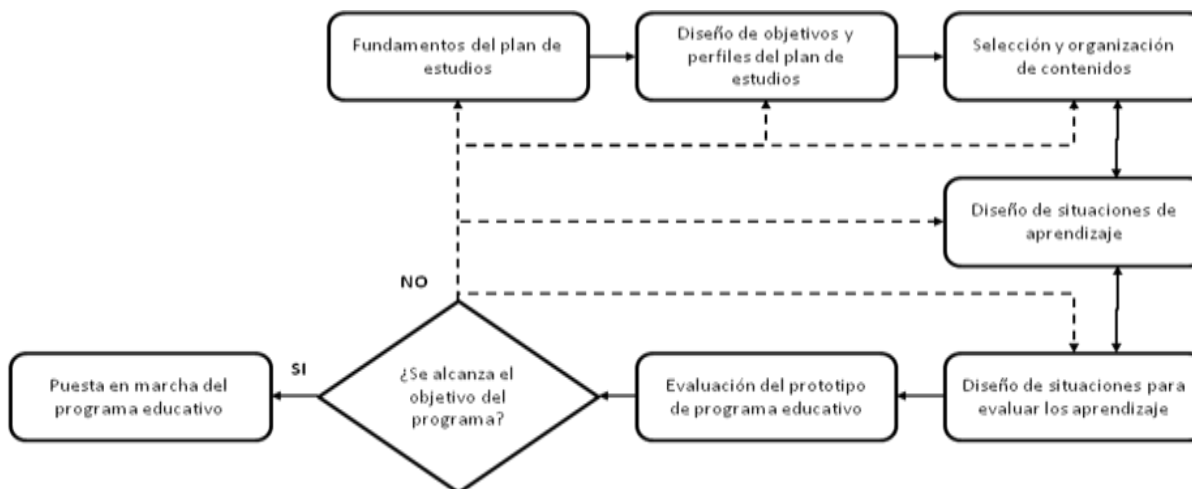 Fundamentos del plan de
estudios
Diseño de objetivos y
perfiles del plan de
estudios
Selección y organización
de contenidos
Diseño de situaciones de
aprendizaje
NO
SI
Puesta en marcha del
programa educativo
¿Se alcanza el
objetivo del
programa?
Evaluación del prototipo
de programa educativo
Diseño de situaciones para
evaluar los aprendizaje